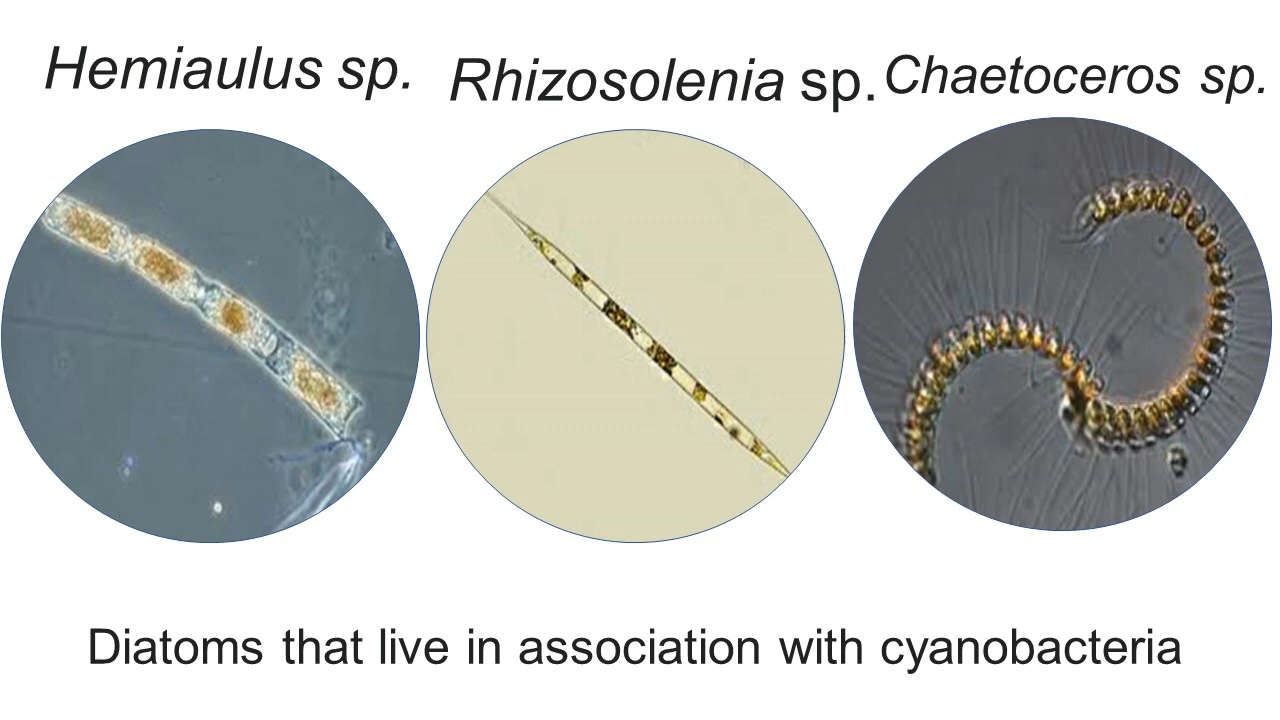 Hemiaulus sp.
Rhizosolenia sp.
Chaetoceros sp.
Diatoms that live in association with cyanobacteria